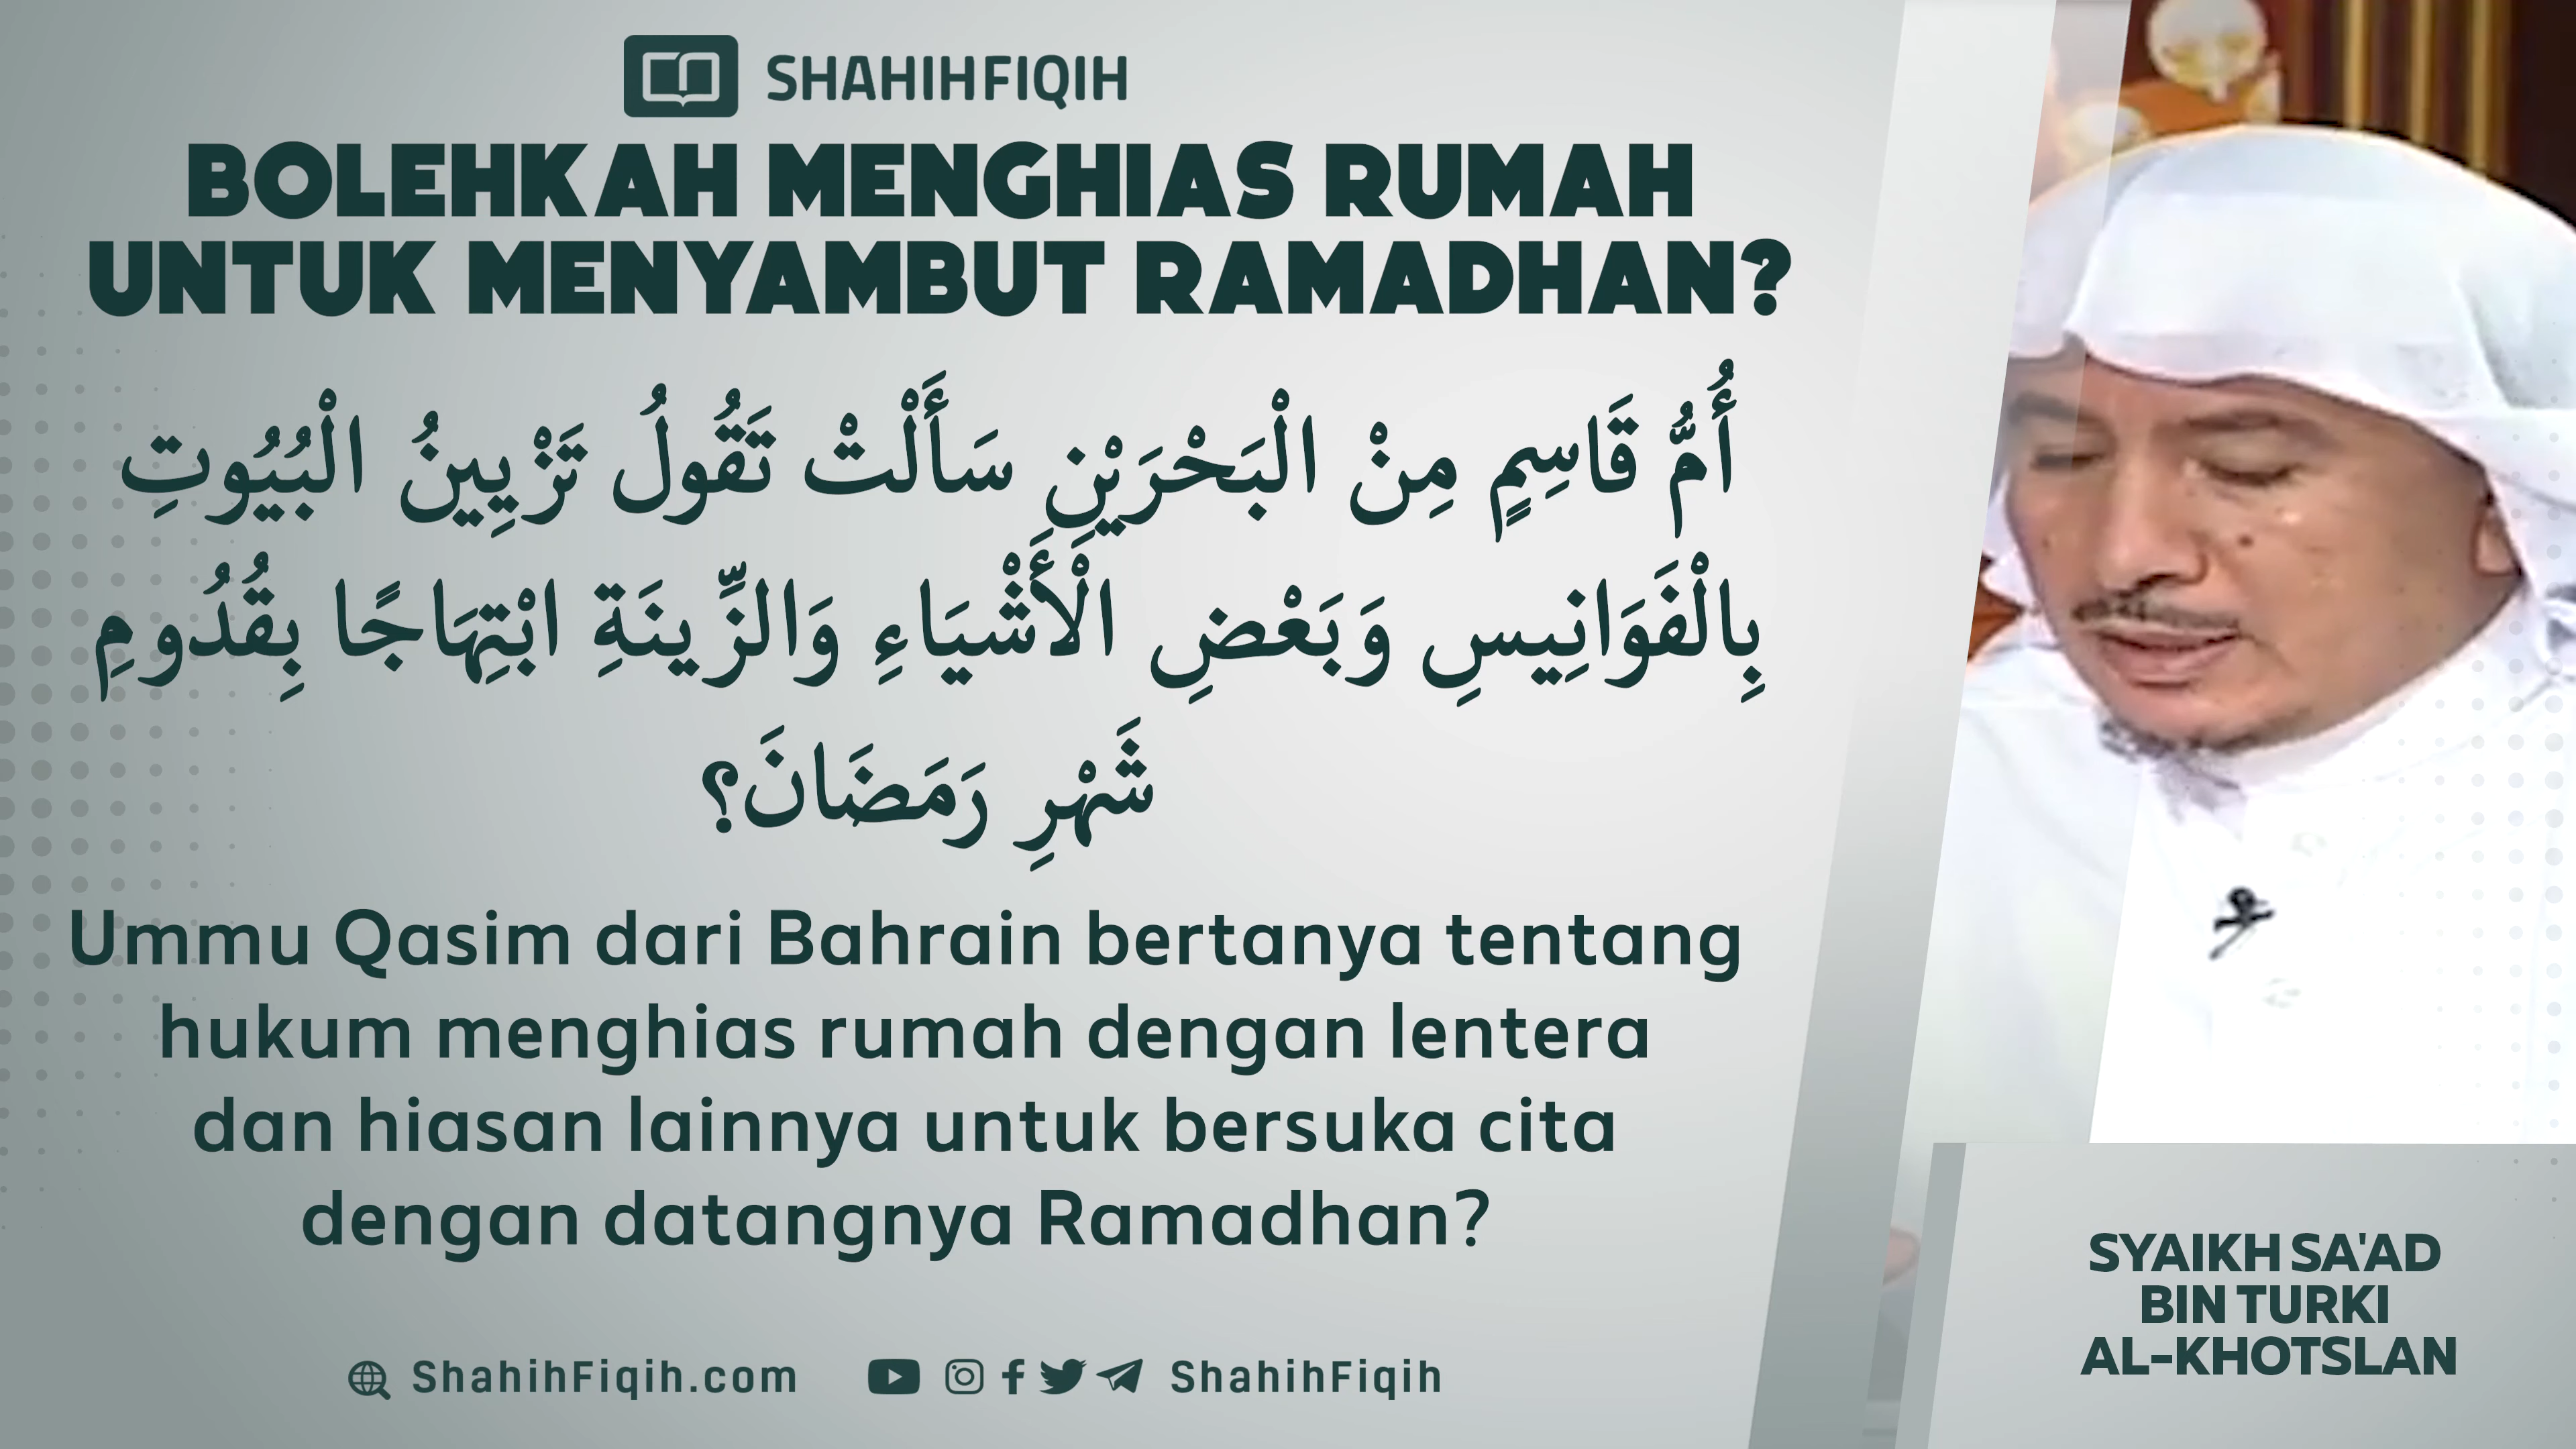 SHAHIHFIQIH
BOLEHKAH MENGHIAS RUMAH
UNTUK MENYAMBUT RAMADHAN?
أُمُّ قَاسِمٍ مِنْ الْبَحْرَيْنِ سَأَلَتْ تَقُولُ تَزْيِينُ الْبُيُوتِ
بِالْفَوَانِيسِ وَبَعْضِ الْأَشْيَاءِ وَالزِّينَةِ ابْتِهَاجًا بِقُدُومِ
شَهْرِ رَمَضَانَ؟
Ummu Qasim dari Bahrain bertanya tentang
hukum menghias rumah dengan lentera
dan hiasan lainnya untuk bersuka cita
dengan datangnya Ramadhan?
ShahihFiqih.com
ShahihFiqih
SYAIKH SA'AD
BIN TURKI
AL-KHOTSLAN